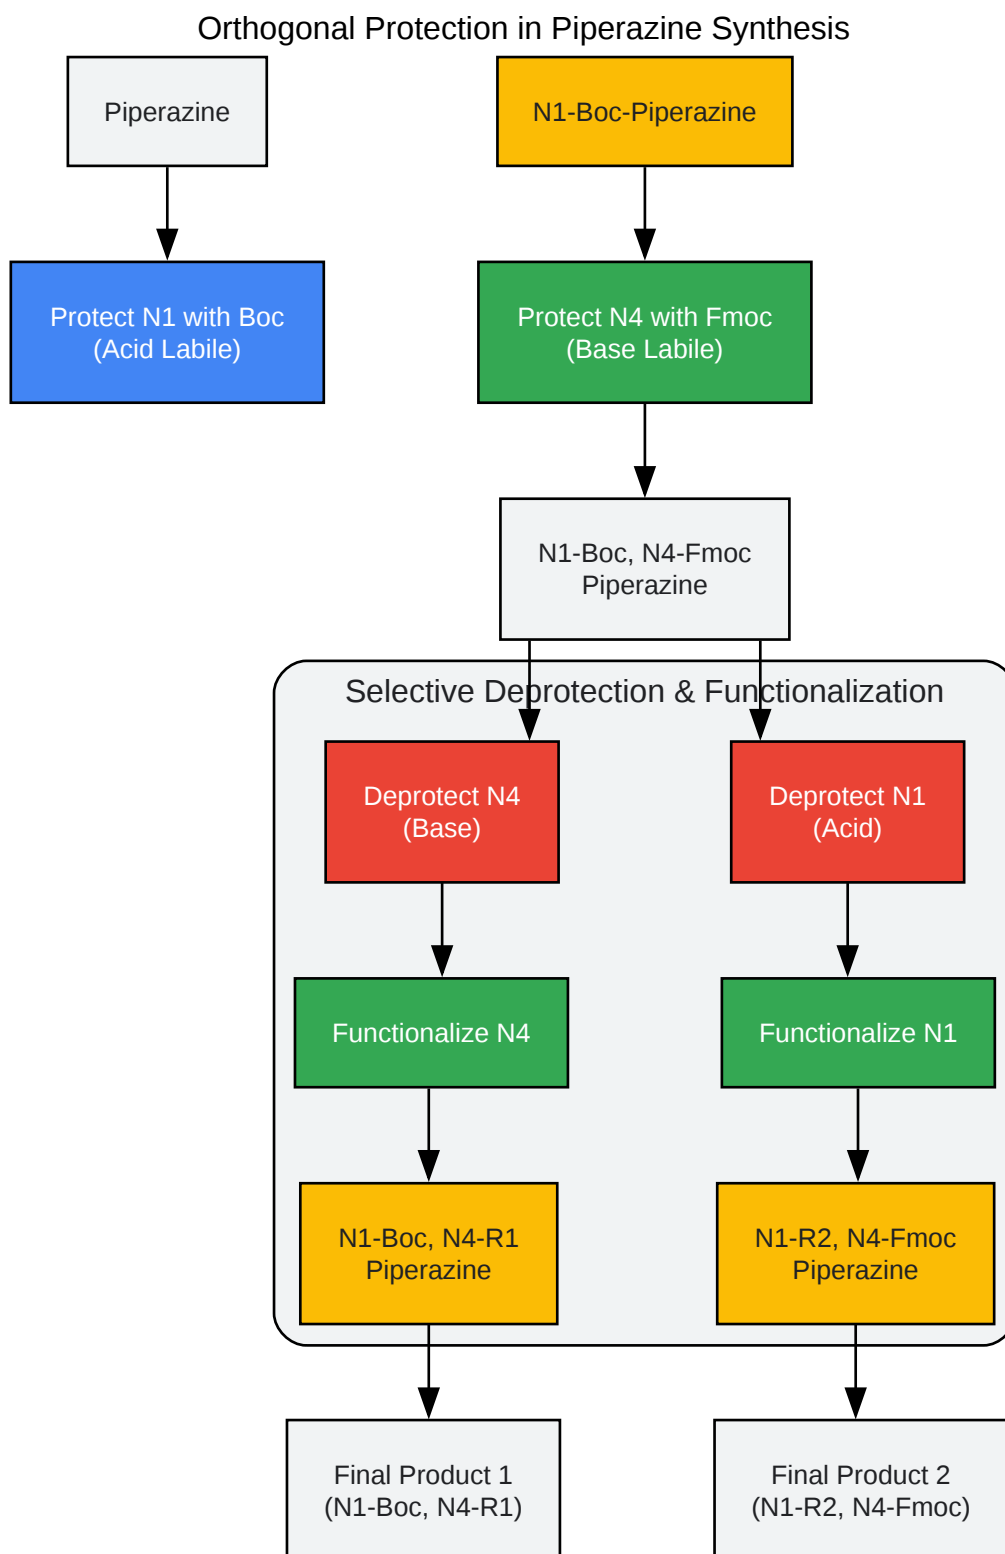 Orthogonal Protection in Piperazine Synthesis
Piperazine
N1-Boc-Piperazine
Protect N1 with Boc
(Acid Labile)
Protect N4 with Fmoc
(Base Labile)
N1-Boc, N4-Fmoc
Piperazine
Selective Deprotection & Functionalization
Deprotect N4
(Base)
Deprotect N1
(Acid)
Functionalize N4
Functionalize N1
N1-Boc, N4-R1
Piperazine
N1-R2, N4-Fmoc
Piperazine
Final Product 1
(N1-Boc, N4-R1)
Final Product 2
(N1-R2, N4-Fmoc)